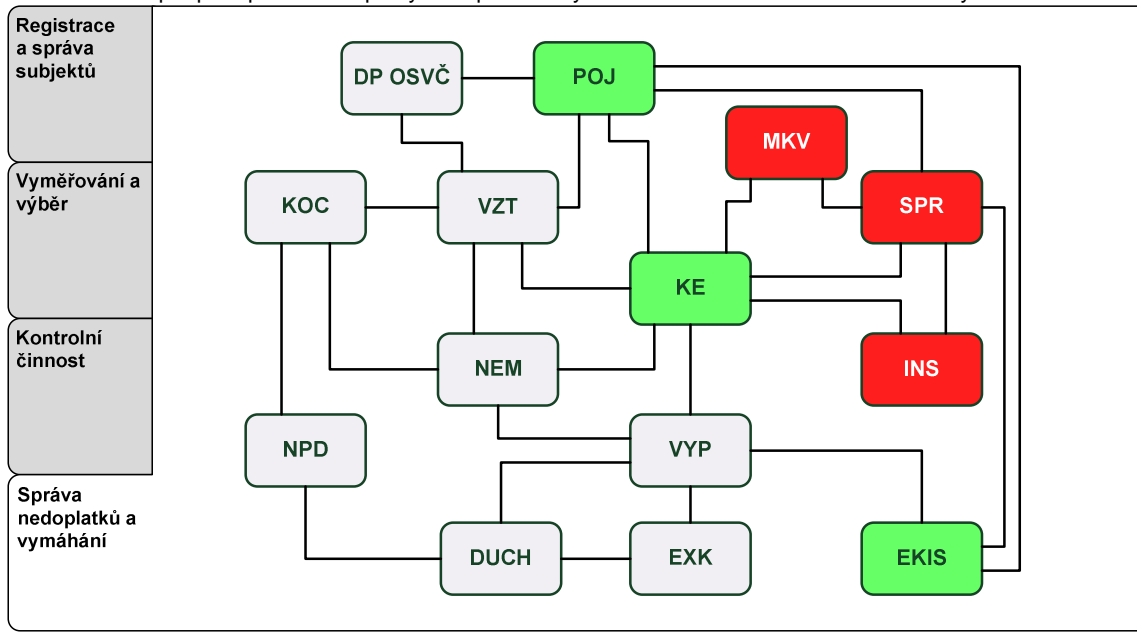 Registrace
a správa
subjektů
DP OSVČ
POJ
MKV
Vyměřování a
výběr
KOC
VZT
SPR
KE
Kontrolní
činnost
NEM
INS
NPD
VYP
Správa
nedoplatků a
vymáhání
DUCH
EXK
EKIS